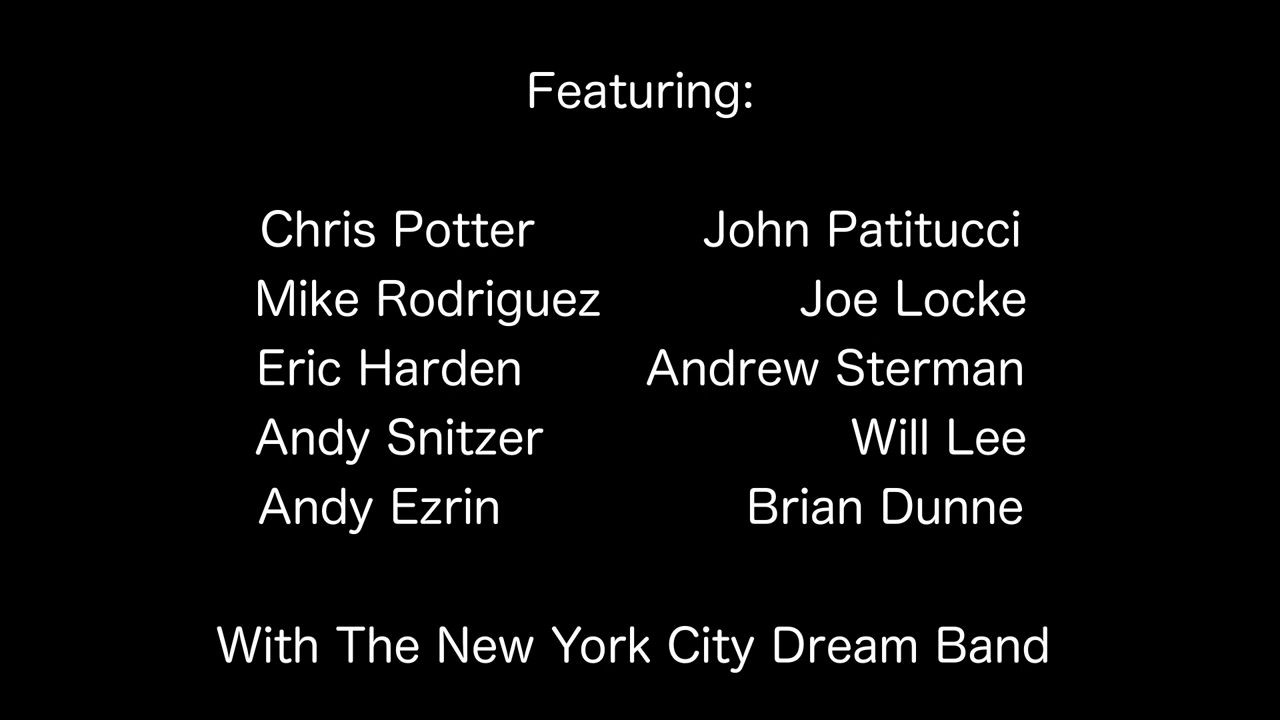 Featuring:
Chris Potter John Patitucci
Mike Rodriguez Joe Locke
Eric Harden Andrew Sterman
Andy Snitzer Will Lee
Andy Ezrin Brian Dunne
With The New York City Dream Band